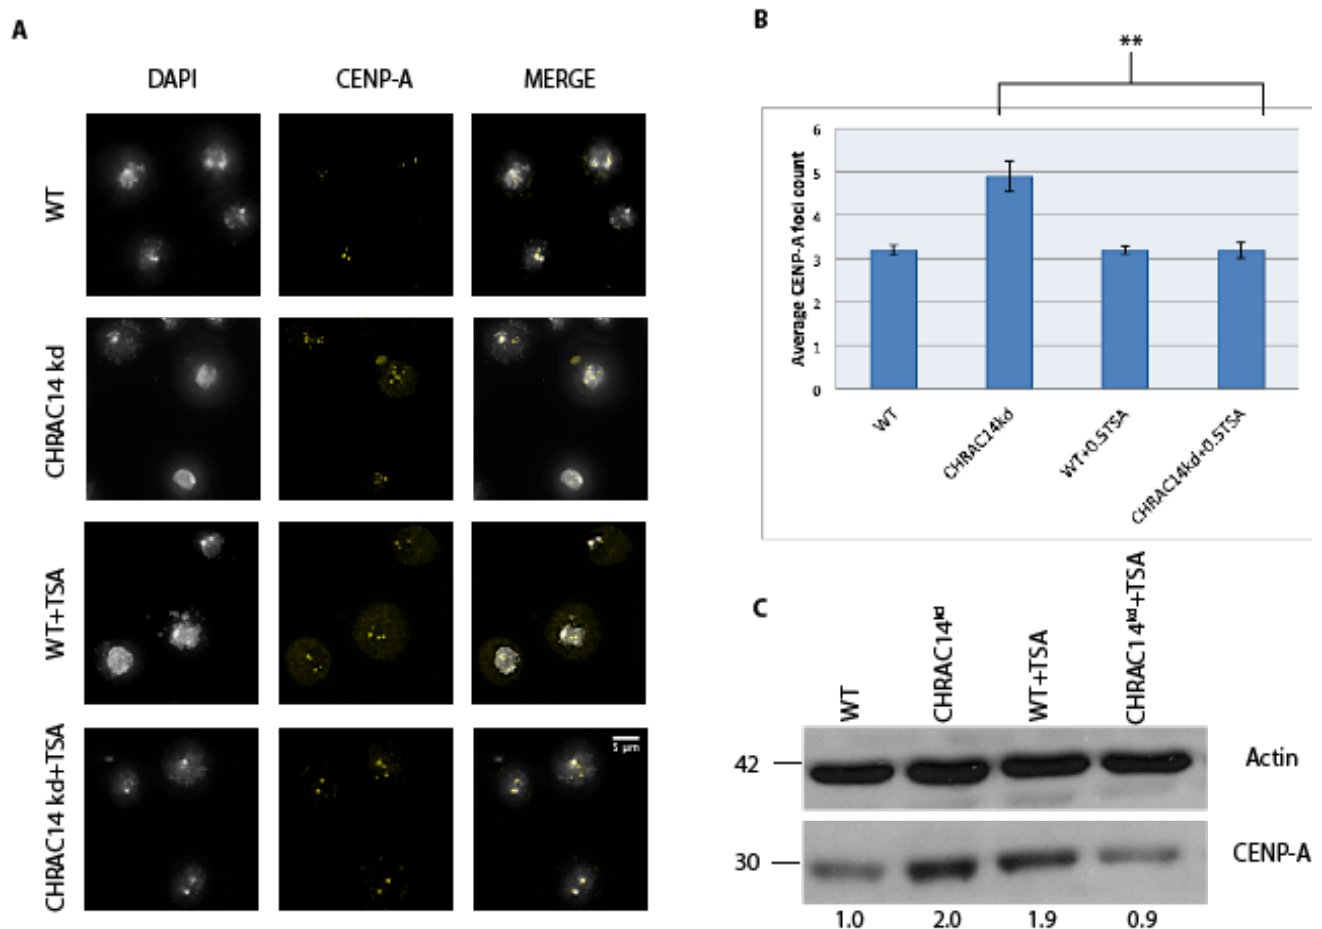 A
DAPI CENP-A MERGE
WT
CHRAC14 kd
WT+TSA
CHRAC14 kd+TSA
5 μm
B
**
Average CENP-A foci count
6
5
4
3
2
1
0
WT
CHRAC14kd
WT+0.5TSA
CHRAC14kd+0.5TSA
C
WT
CHRAC14kd
WT+TSA
CHRAC14kd+TSA
42
Actin
30
CENP-A
1.0 2.0 1.9 0.9